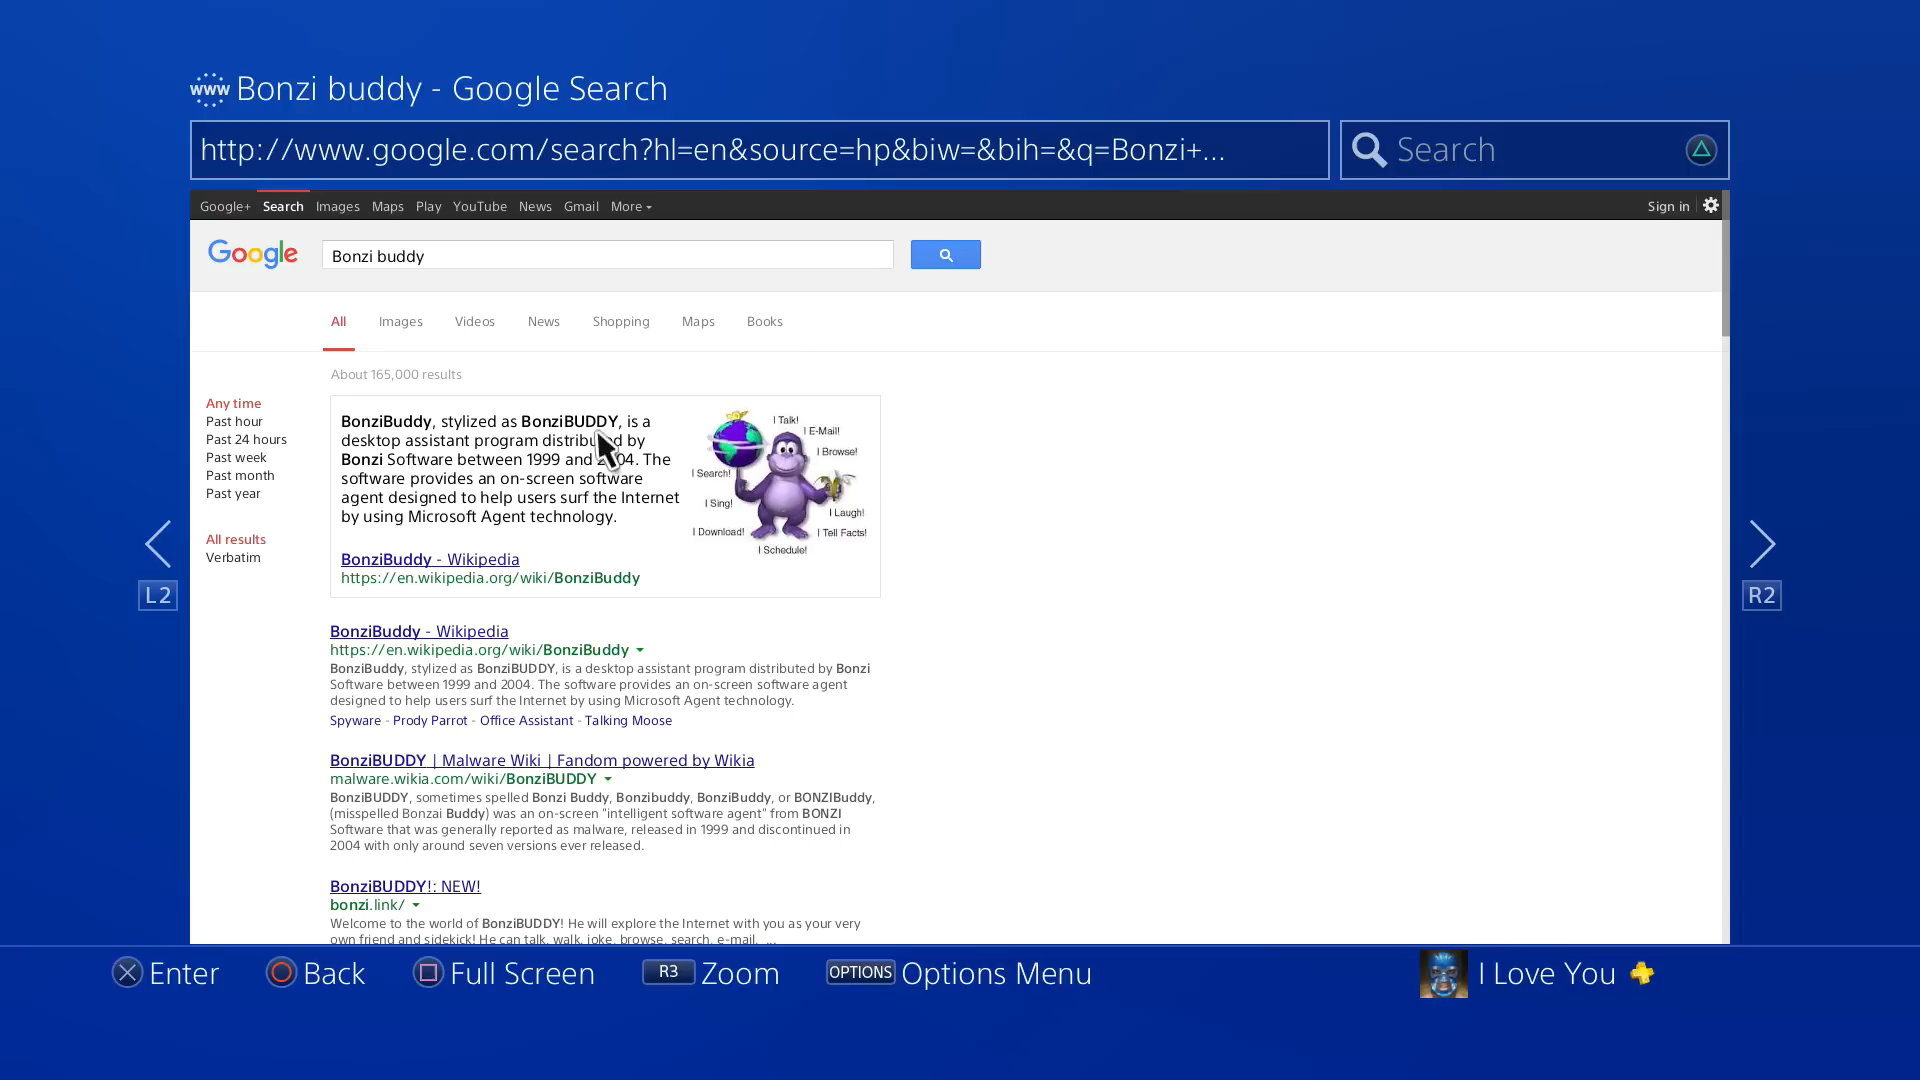 www Bonzi buddy - Google Search
http://www.google.com/search?hl=en&source=hp&biw=&bih=&q=Bonzi+...
Search
Google+ Search Images Maps Play YouTube News Gmail More
Sign in
Google
Bonzi buddy
All Images Videos News Shopping Maps Books
About 165,000 results
Any time
Past hour
Past 24 hours
Past week
Past month
Past year
All results
Verbatim
BonziBuddy, stylized as BonziBUDDY, is a
desktop assistant program distributed by
Bonzi Software between 1999 and 2004. The
software provides an on-screen software
agent designed to help users surf the Internet
by using Microsoft Agent technology.
I Talk!
I E-Mail!
I Browse!
I Search!
I Sing!
I Laugh!
I Download!
I Tell Facts!
I Schedule!
BonziBuddy - Wikipedia
https://en.wikipedia.org/wiki/BonziBuddy
BonziBuddy - Wikipedia
https://en.wikipedia.org/wiki/BonziBuddy
BonziBuddy, stylized as BonziBUDDY, is a desktop assistant program distributed by Bonzi
Software between 1999 and 2004. The software provides an on-screen software agent
designed to help users surf the Internet by using Microsoft Agent technology.
Spyware - Prody Parrot - Office Assistant - Talking Moose
BonziBUDDY | Malware Wiki | Fandom powered by Wikia
malware.wikia.com/wiki/BonziBUDDY
BonziBUDDY, sometimes spelled Bonzi Buddy, Bonzibuddy, BonziBuddy, or BONZIBuddy,
(misspelled Bonzai Buddy) was an on-screen "intelligent software agent" from BONZI
Software that was generally reported as malware, released in 1999 and discontinued in
2004 with only around seven versions ever released.
BonziBUDDY!: NEW!
bonzi.link/
Welcome to the world of BonziBUDDY! He will explore the Internet with you as your very
own friend and sidekick! He can talk, walk, joke, browse, search, e-mail, ...
L2
R2
Enter
Back
Full Screen
R3 Zoom
OPTIONS Options Menu
I Love You